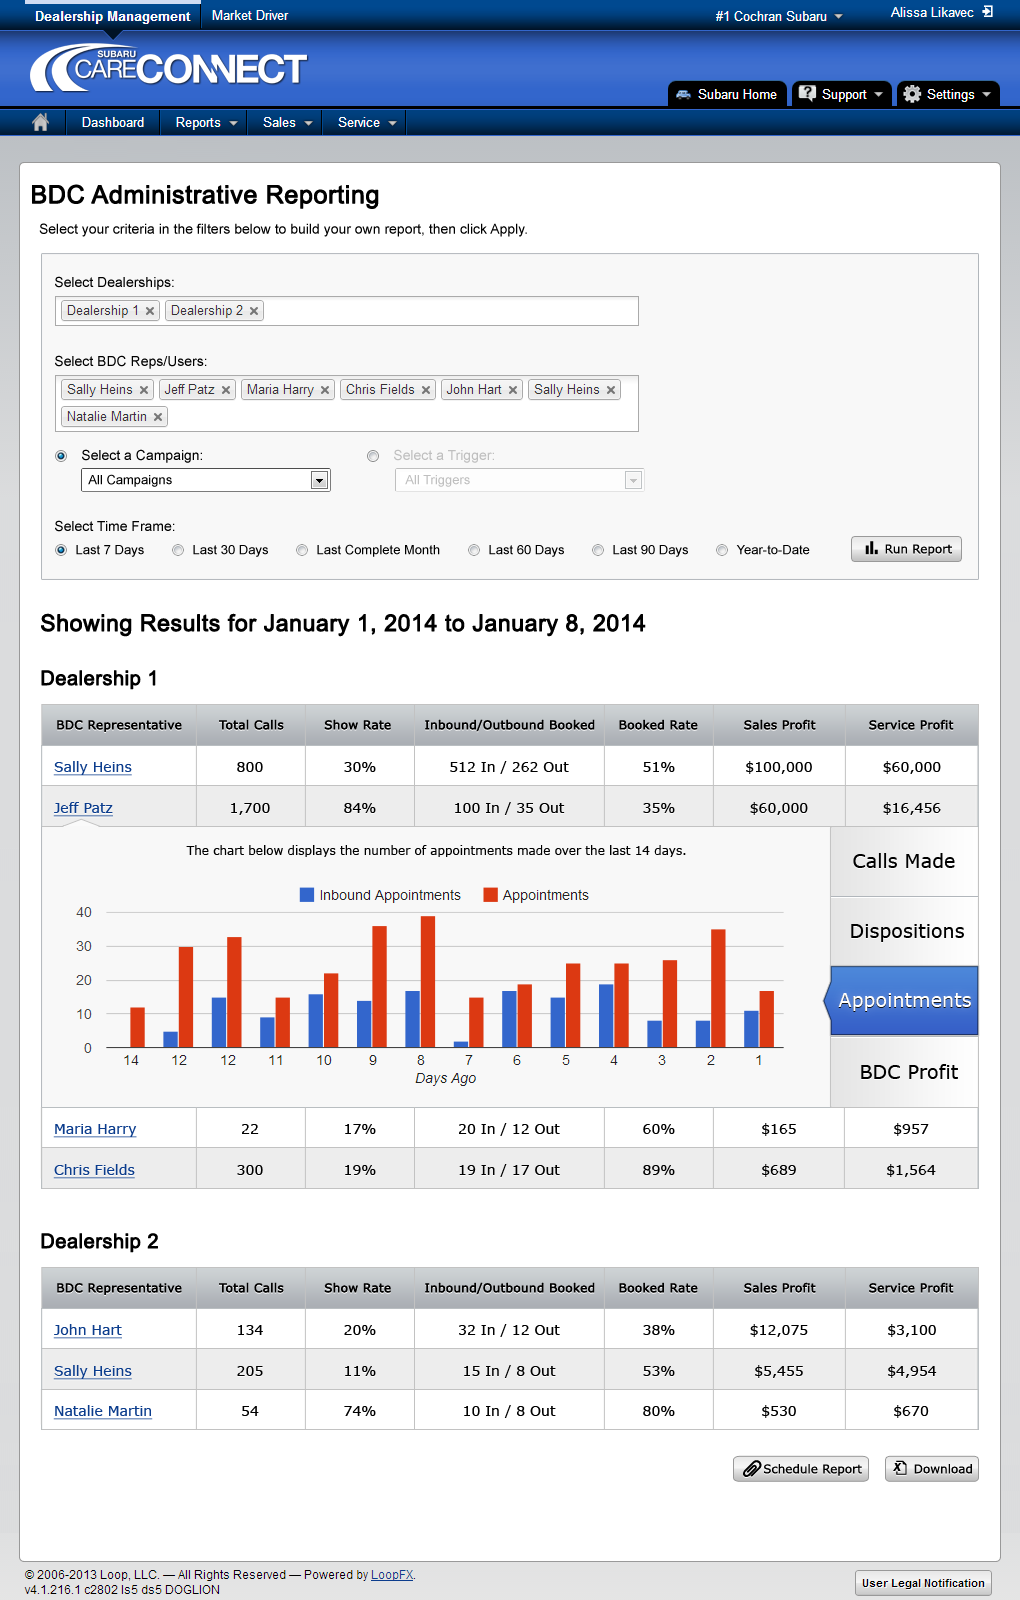 Dealership Management Market Driver #1 Cochran Subaru Alissa Likavec
SUBARU
CARECONNECT
Subaru Home Support Settings
Dashboard Reports Sales Service
BDC Administrative Reporting
Select your criteria in the filters below to build your own report, then click Apply.
Select Dealerships:
Dealership 1 Dealership 2
Select BDC Reps/Users:
Sally Heins Jeff Patz Maria Harry Chris Fields John Hart Sally Heins
Natalie Martin
Select a Campaign: Select a Trigger:
All Campaigns All Triggers
Select Time Frame:
Last 7 Days Last 30 Days Last Complete Month Last 60 Days Last 90 Days Year-to-Date Run Report
Showing Results for January 1, 2014 to January 8, 2014
Dealership 1
BDC Representative Total Calls Show Rate Inbound/Outbound Booked Booked Rate Sales Profit Service Profit
Sally Heins 800 30% 512 In / 262 Out 51% $100,000 $60,000
Jeff Patz 1,700 84% 100 In / 35 Out 35% $60,000 $16,456
The chart below displays the number of appointments made over the last 14 days.
Calls Made
Inbound Appointments Appointments
40
30
20
10
0
14 12 12 11 10 9 8 7 6 5 4 3 2 1
Days Ago
Dispositions
Appointments
BDC Profit
Maria Harry 22 17% 20 In / 12 Out 60% $165 $957
Chris Fields 300 19% 19 In / 17 Out 89% $689 $1,564
Dealership 2
BDC Representative Total Calls Show Rate Inbound/Outbound Booked Booked Rate Sales Profit Service Profit
John Hart 134 20% 32 In / 12 Out 38% $12,075 $3,100
Sally Heins 205 11% 15 In / 8 Out 53% $5,455 $4,954
Natalie Martin 54 74% 10 In / 8 Out 80% $530 $670
Schedule Report Download
© 2006-2013 Loop, LLC. — All Rights Reserved — Powered by LoopFX.
v4.1.216.1 c2802 ls5 ds5 DOGLION
User Legal Notification